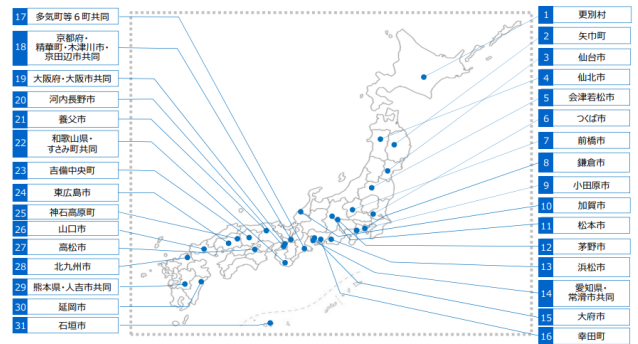 17 多気町等６町共同
18 京都府・
精華町・木津川市・
京田辺市共同
19 大阪府・大阪市共同
20 河内長野市
21 養父市
22 和歌山県・
すさみ町共同
23 吉備中央町
24 東広島市
25 神石高原町
26 山口市
27 高松市
28 北九州市
29 熊本県・人吉市共同
30 延岡市
31 石垣市
1 更別村
2 矢巾町
3 仙台市
4 仙北市
5 会津若松市
6 つくば市
7 前橋市
8 鎌倉市
9 小田原市
10 加賀市
11 松本市
12 茅野市
13 浜松市
14 愛知県・
常滑市共同
15 大府市
16 幸田町